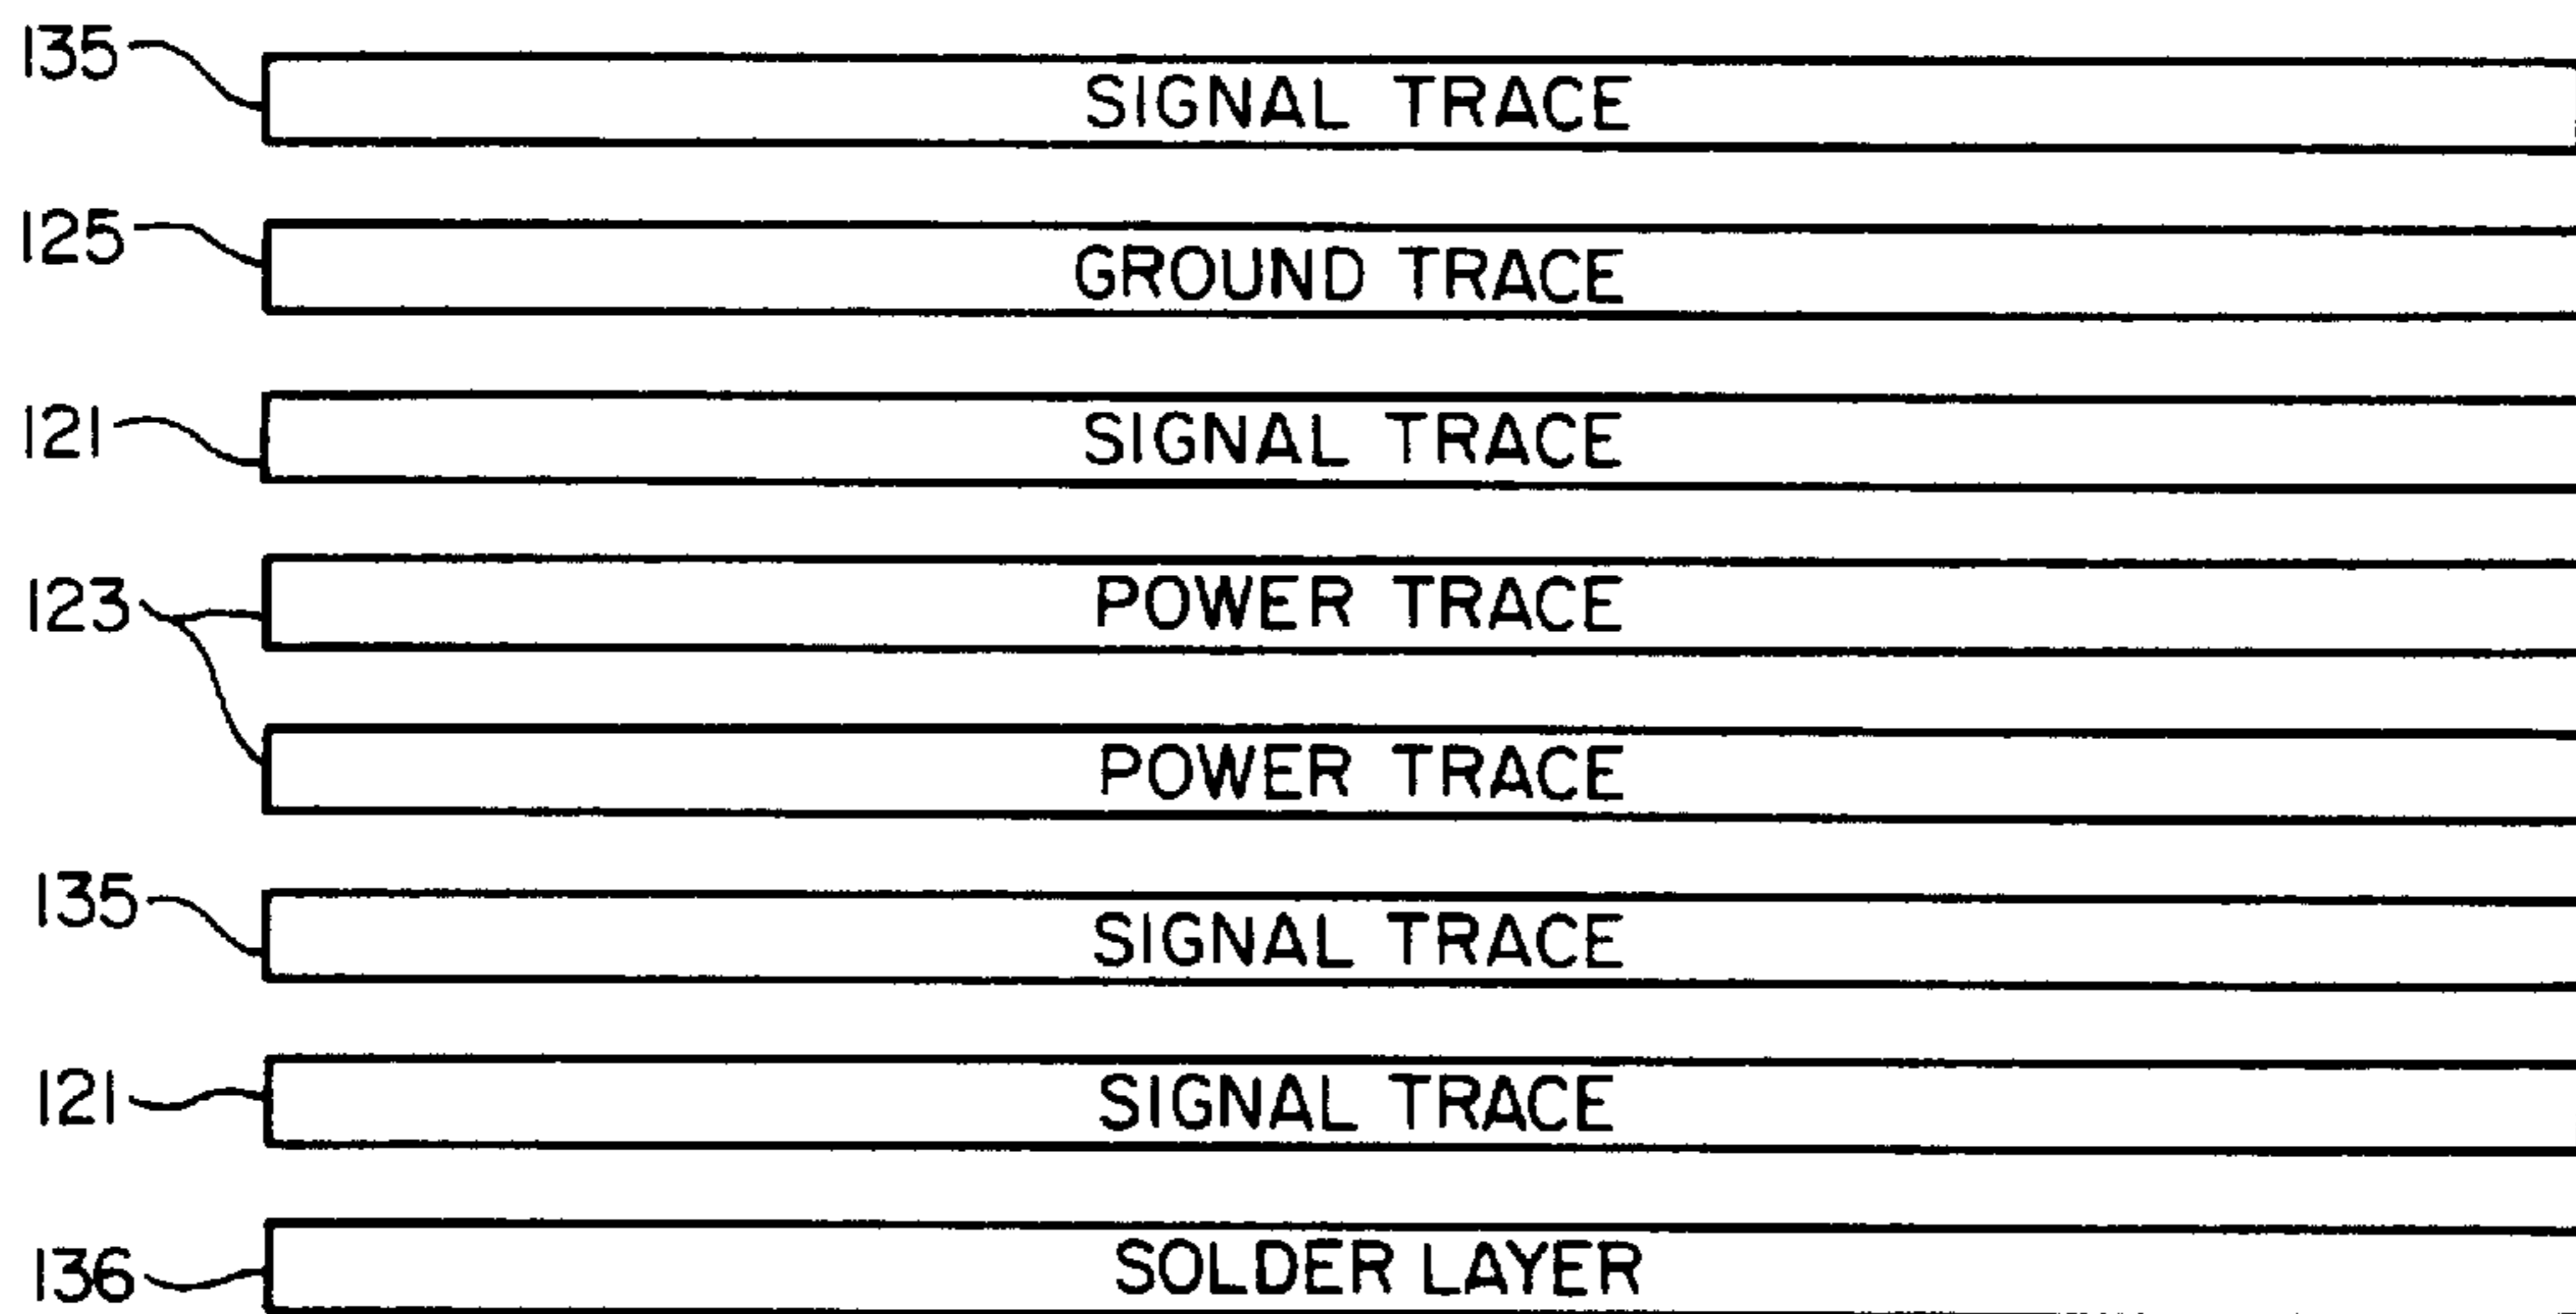 135 SIGNAL TRACE
125 GROUND TRACE
121 SIGNAL TRACE
123 POWER TRACE
POWER TRACE
135 SIGNAL TRACE
121 SIGNAL TRACE
136 SOLDER LAYER